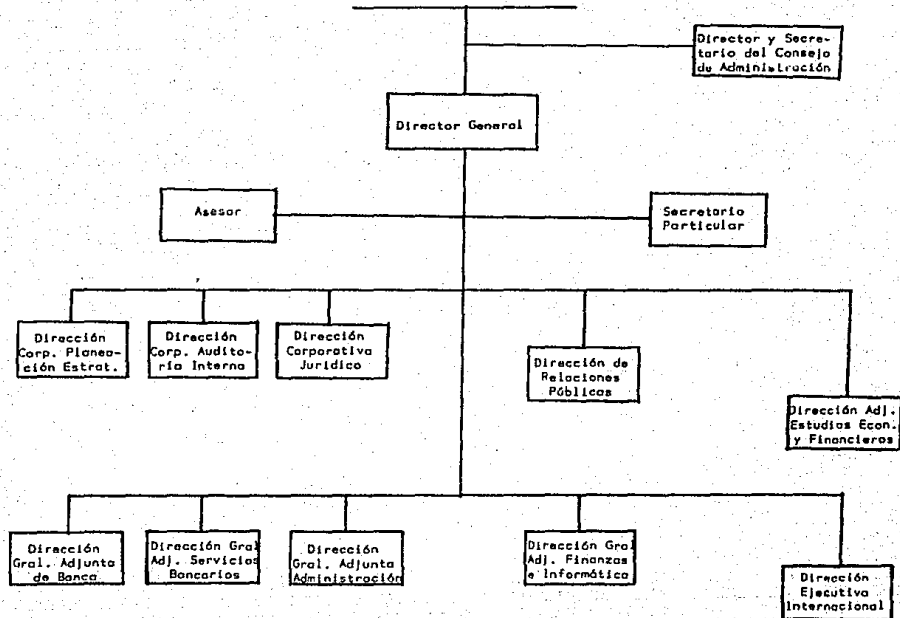 Director y Secre-
tario del Consejo
de Administración
Director General
Asesor
Secretario
Particular
Dirección
Corp. Planea-
ción Estrat.
Dirección
Corp. Audito-
ría Interna
Dirección
Corporativa
Jurídico
Dirección de
Relaciones
Públicas
Dirección Adj.
Estudios Econ.
y Financieros
Dirección
Gral. Adjunta
de Banca
Dirección Gral
Adj. Servicios
Bancarios
Dirección
Gral. Adjunta
Administración
Dirección Gral
Adj. Finanzas
e Informática
Dirección
Ejecutiva
Internacional